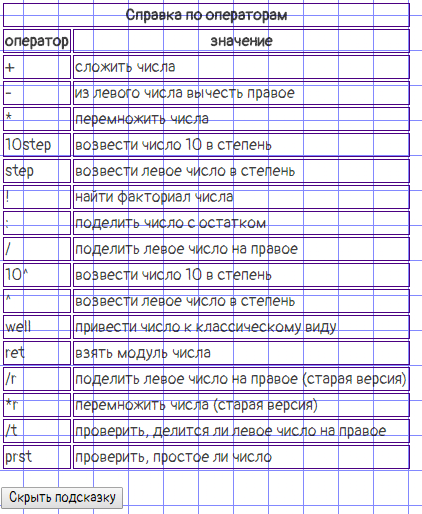 Справка по операторам
оператор значение
+ сложить числа
- из левого числа вычесть правое
* перемножить числа
10step возвести число 10 в степень
step возвести левое число в степень
! найти факториал числа
: поделить число с остатком
/ поделить левое число на правое
10^ возвести число 10 в степень
^ возвести левое число в степень
well привести число к классическому виду
ret взять модуль числа
/r поделить левое число на правое (старая версия)
*r перемножить числа (старая версия)
/t проверить, делится ли левое число на правое
prst проверить, простое ли число
Скрыть подсказку